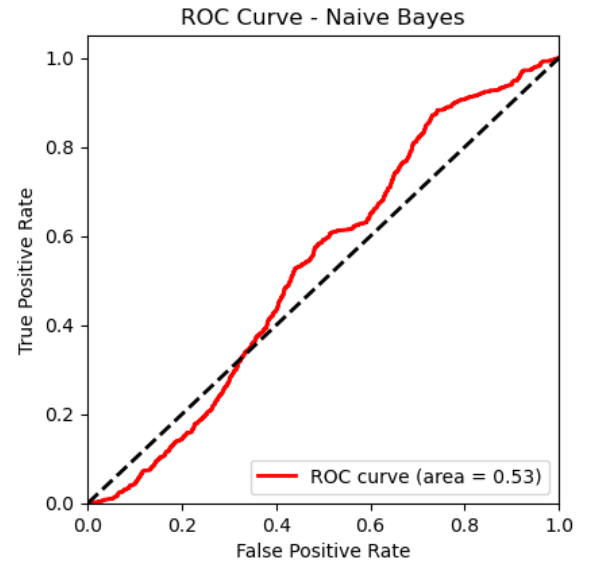 ROC Curve - Naive Bayes
1.0
0.8
0.6
0.4
0.2
0.0
True Positive Rate
ROC curve (area = 0.53)
0.0 0.2 0.4 0.6 0.8 1.0
False Positive Rate